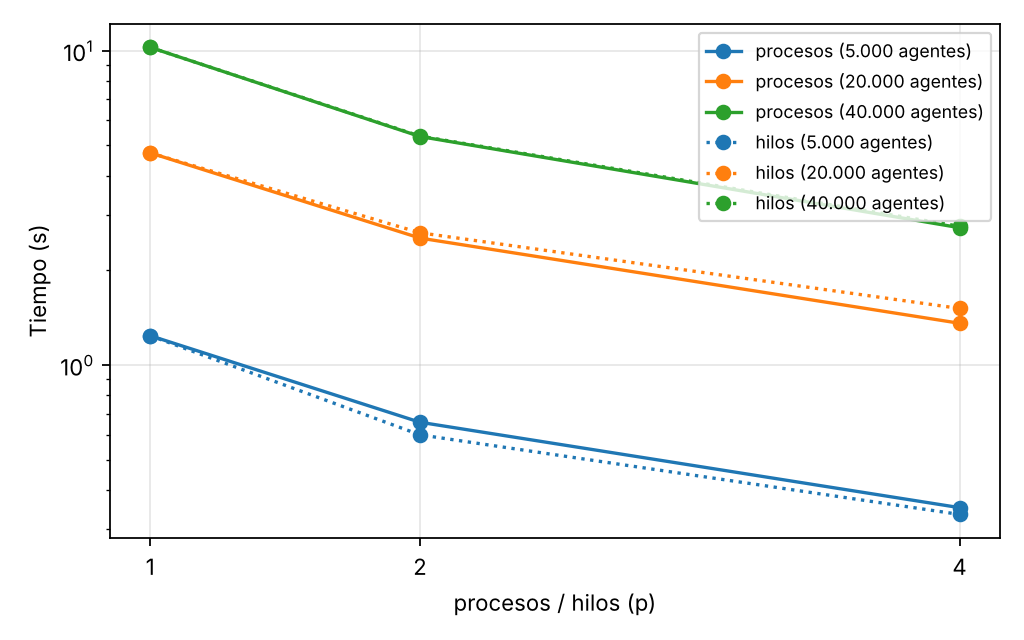 10¹
10⁰
Tiempo (s)
procesos (5.000 agentes)
procesos (20.000 agentes)
procesos (40.000 agentes)
hilos (5.000 agentes)
hilos (20.000 agentes)
hilos (40.000 agentes)
1 2 4
procesos / hilos (p)